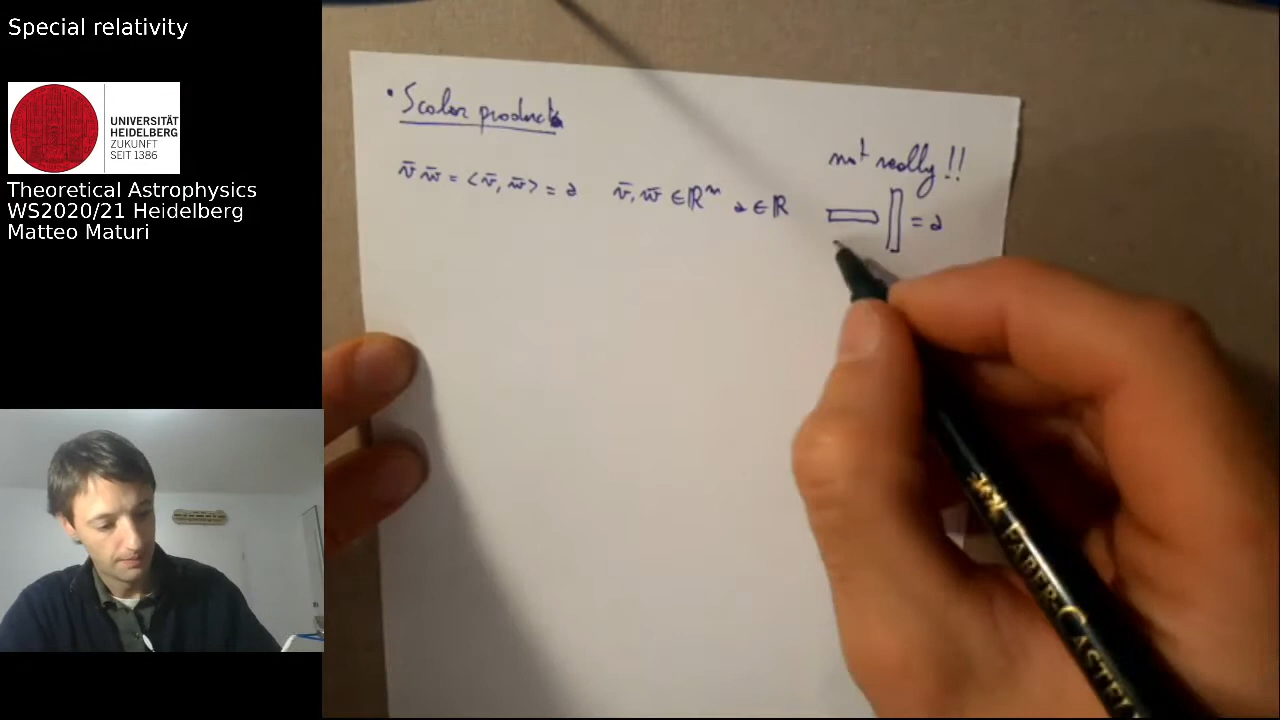 Special relativity
UNIVERSITÄT
HEIDELBERG
ZUKUNFT
SEIT 1386
Theoretical Astrophysics
WS2020/21 Heidelberg
Matteo Maturi
• Scalar product
not really !!
v̄ w̄ = <v̄, w̄> = a v̄, w̄ ∈ ℝⁿ a ∈ ℝ
= a
FABER-CASTELL